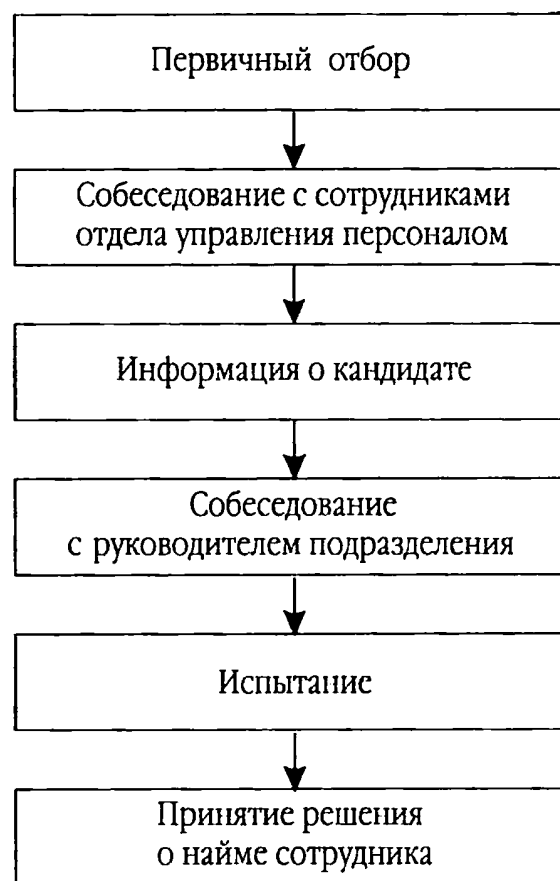 Первичный отбор
Собеседование с сотрудниками
отдела управления персоналом
Информация о кандидате
Собеседование
с руководителем подразделения
Испытание
Принятие решения
о найме сотрудника